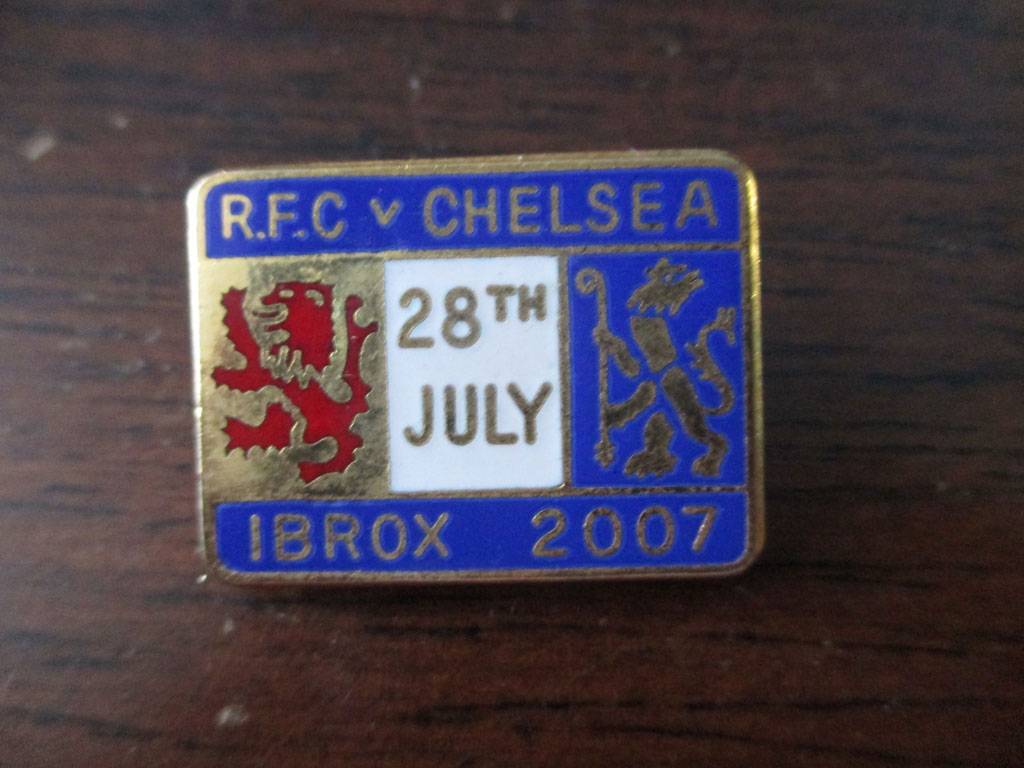 R.F.C v CHELSEA
28TH
JULY
IBROX 2007